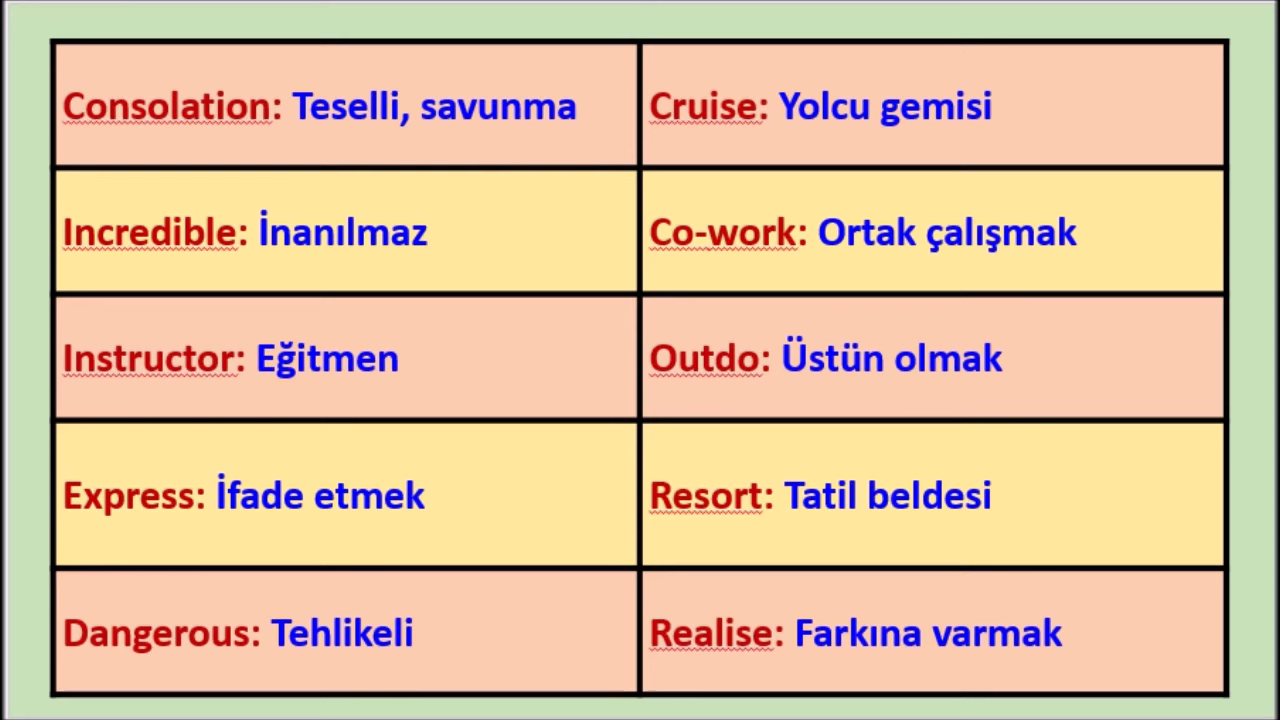 Consolation: Teselli, savunma
Cruise: Yolcu gemisi
Incredible: İnanılmaz
Co-work: Ortak çalışmak
Instructor: Eğitmen
Outdo: Üstün olmak
Express: İfade etmek
Resort: Tatil beldesi
Dangerous: Tehlikeli
Realise: Farkına varmak